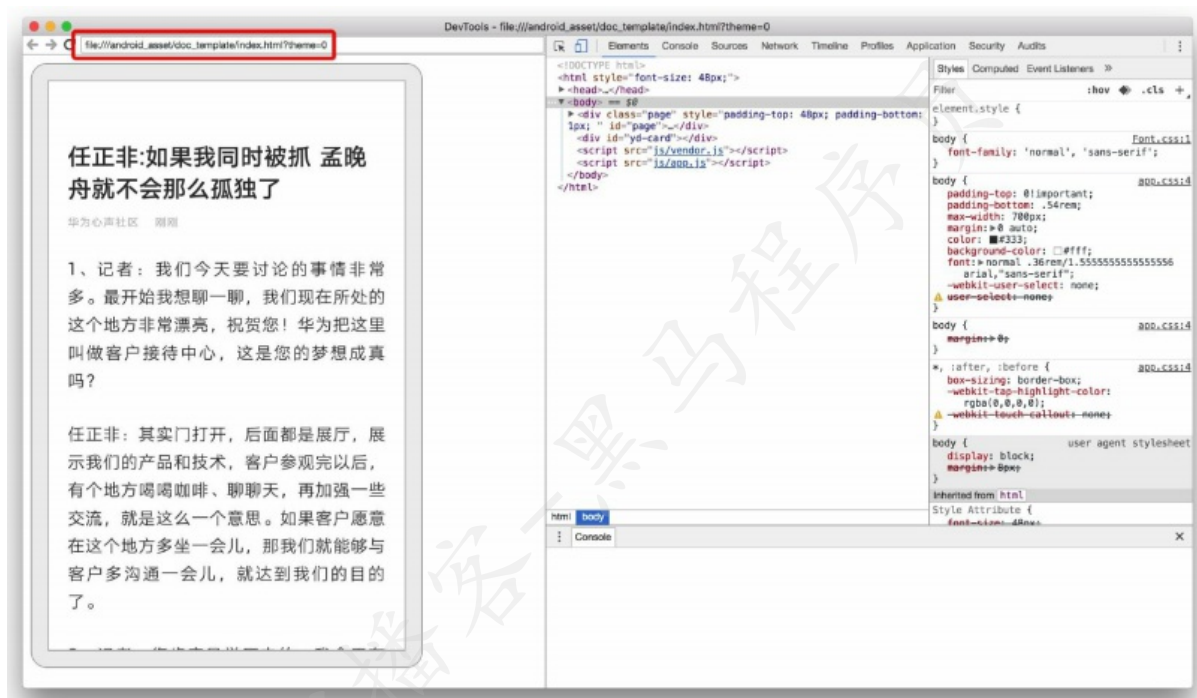 DevTools - file:///android_asset/doc_template/index.html?theme=0
file:///android_asset/doc_template/index.html?theme=0
任正非:如果我同时被抓 孟晚
舟就不会那么孤独了
华为心声社区 刚刚
1、记者：我们今天要讨论的事情非常
多。最开始我想聊一聊，我们现在所处的
这个地方非常漂亮，祝贺您！华为把这里
叫做客户接待中心，这是您的梦想成真
吗？
任正非：其实门打开，后面都是展厅，展
示我们的产品和技术，客户参观完以后，
有个地方喝喝咖啡、聊聊天，再加强一些
交流，就是这么一个意思。如果客户愿意
在这个地方多坐一会儿，那我们就能够与
客户多沟通一会儿，就达到我们的目的
了。
Elements Console Sources Network Timeline Profiles Application Security Audits
<!DOCTYPE html>
<html style="font-size: 48px;">
▶<head>…</head>
▼<body> == $0
▶<div class="page" style="padding-top: 48px; padding-bottom:
1px; " id="page">…</div>
<div id="yd-card"></div>
<script src="js/vendor.js"></script>
<script src="js/app.js"></script>
</body>
</html>
html body
Styles Computed Event Listeners »
Filter :hov .cls +
element.style {
}
body { Font.css:1
font-family: 'normal', 'sans-serif';
}
body { app.css:4
padding-top: 0!important;
padding-bottom: .54rem;
max-width: 700px;
margin:▶0 auto;
color: #333;
background-color: #fff;
font:▶normal .36rem/1.5555555555555556
arial,"sans-serif";
-webkit-user-select: none;
user-select: none;
}
body { app.css:4
margin:▶0;
}
*, :after, :before { app.css:4
box-sizing: border-box;
-webkit-tap-highlight-color:
rgba(0,0,0,0);
-webkit-touch-callout: none;
}
body { user agent stylesheet
display: block;
margin:▶8px;
}
Inherited from html
Style Attribute {
font-size: 48px;
Console
播客-黑马程序员